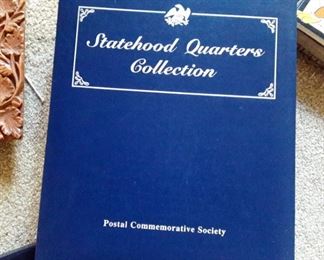 Statehood Quarters
Collection
Postal Commemorative Society